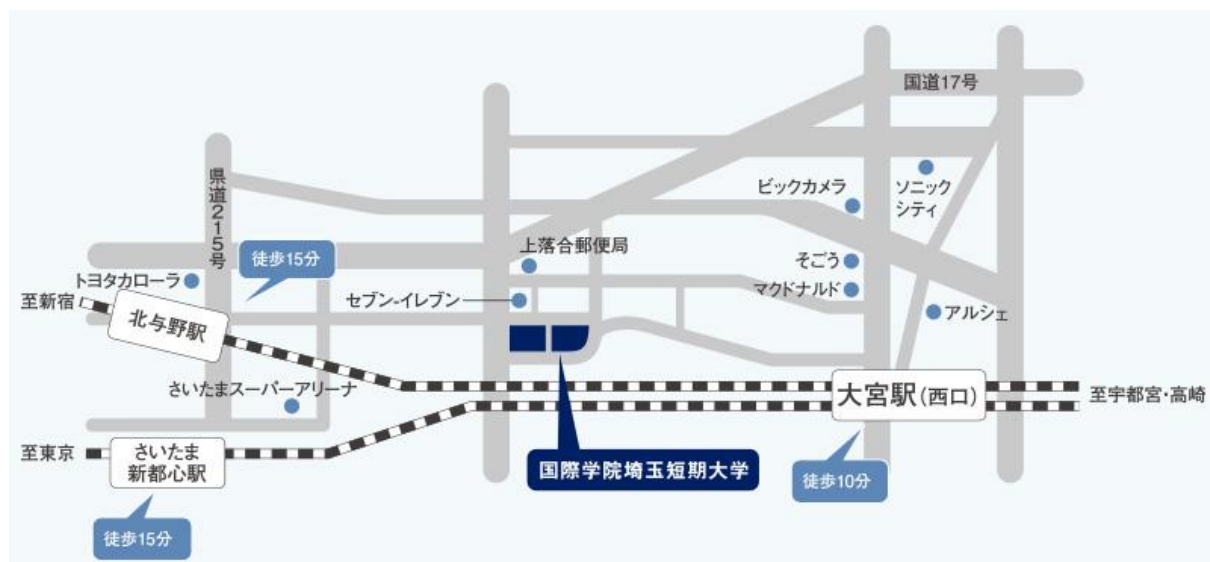 国道17号
県道215号
ビックカメラ
ソニック
シティ
徒歩15分
上落合郵便局
そごう
トヨタカローラ
マクドナルド
至新宿
セブン-イレブン
アルシェ
北与野駅
さいたまスーパーアリーナ
大宮駅(西口)
至宇都宮・高崎
至東京
さいたま
新都心駅
国際学院埼玉短期大学
徒歩10分
徒歩15分